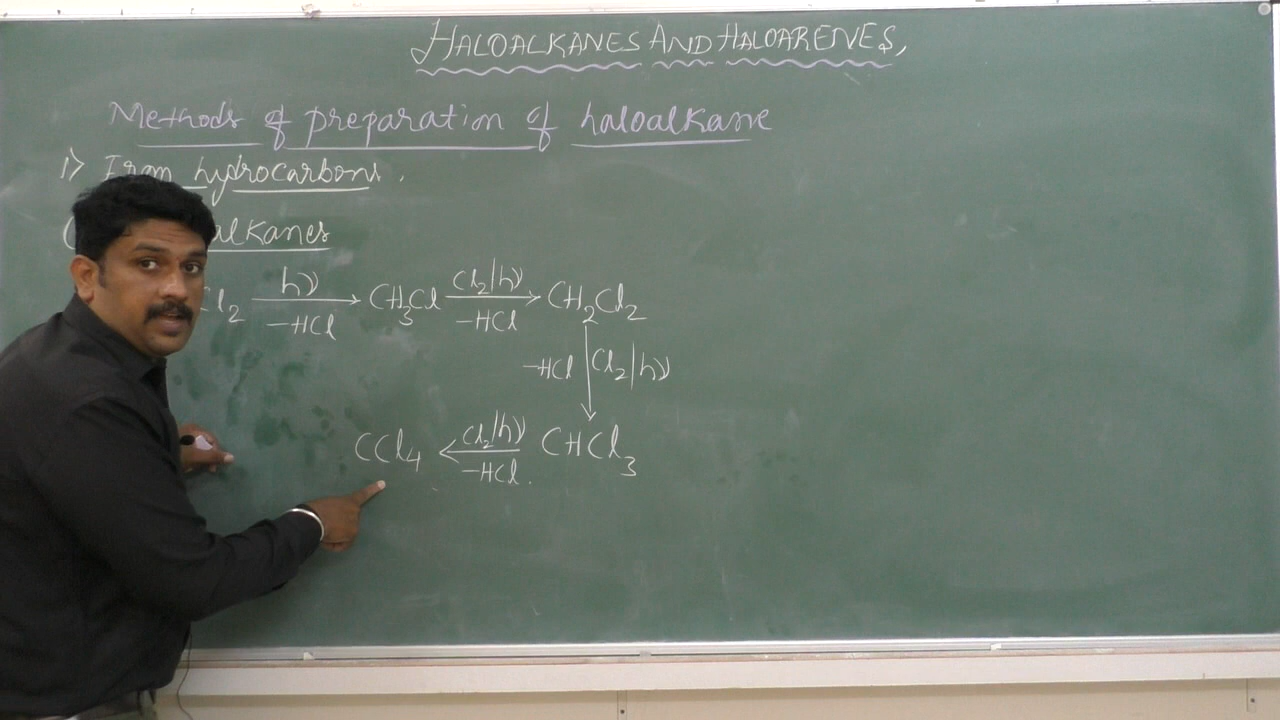 HALOALKANES AND HALOARENES,
Methods of preparation of haloalkane
1) From hydrocarbons.
alkanes
Cl₂ hν −HCl → CH₃Cl Cl₂/hν −HCl → CH₂Cl₂
−HCl ↓ Cl₂/hν
CCl₄ ← Cl₂/hν −HCl. CHCl₃